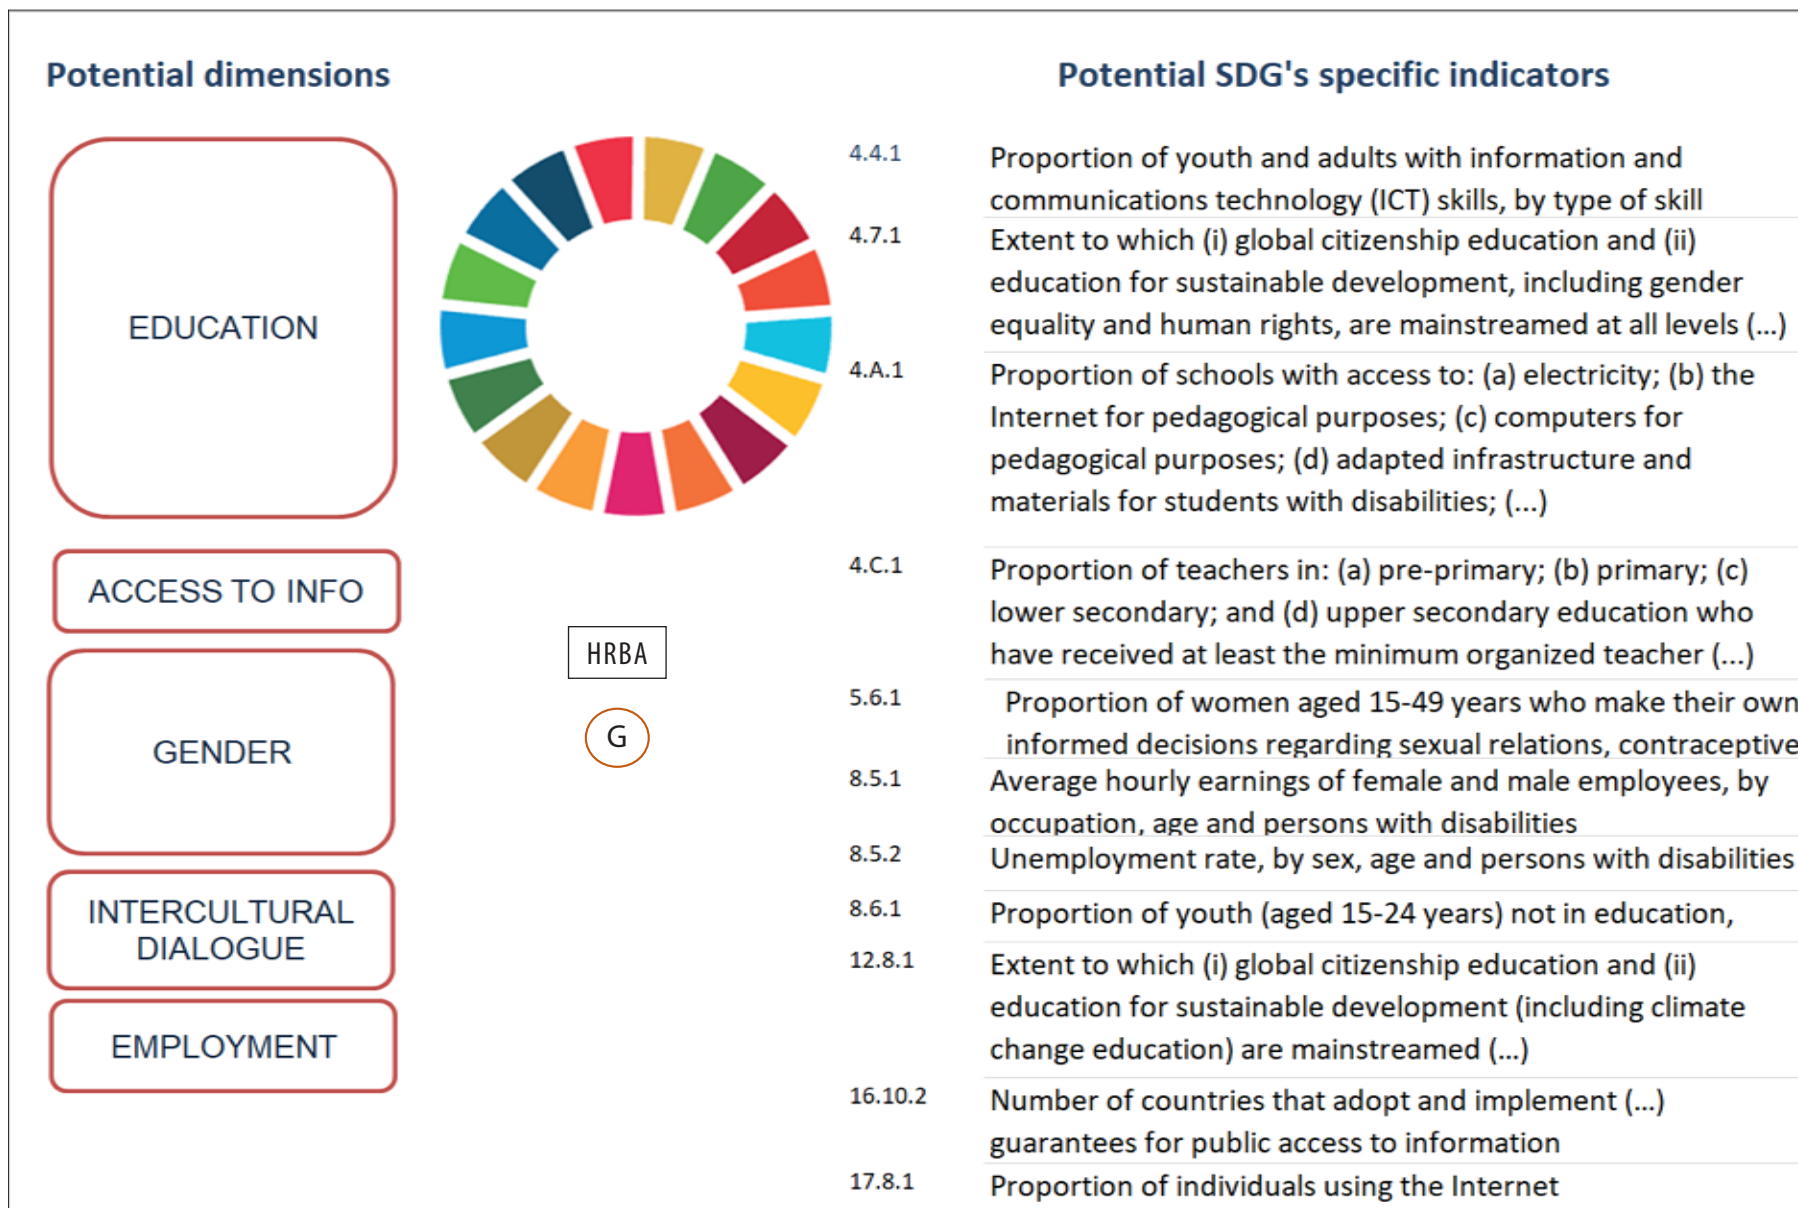 Potential dimensions
Potential SDG's specific indicators
EDUCATION
ACCESS TO INFO
GENDER
INTERCULTURAL
DIALOGUE
EMPLOYMENT
HRBA
G
4.4.1
Proportion of youth and adults with information and
communications technology (ICT) skills, by type of skill
4.7.1
Extent to which (i) global citizenship education and (ii)
education for sustainable development, including gender
equality and human rights, are mainstreamed at all levels (...)
4.A.1
Proportion of schools with access to: (a) electricity; (b) the
Internet for pedagogical purposes; (c) computers for
pedagogical purposes; (d) adapted infrastructure and
materials for students with disabilities; (...)
4.C.1
Proportion of teachers in: (a) pre-primary; (b) primary; (c)
lower secondary; and (d) upper secondary education who
have received at least the minimum organized teacher (...)
5.6.1
Proportion of women aged 15-49 years who make their own
informed decisions regarding sexual relations, contraceptive
8.5.1
Average hourly earnings of female and male employees, by
occupation, age and persons with disabilities
8.5.2
Unemployment rate, by sex, age and persons with disabilities
8.6.1
Proportion of youth (aged 15-24 years) not in education,
12.8.1
Extent to which (i) global citizenship education and (ii)
education for sustainable development (including climate
change education) are mainstreamed (...)
16.10.2
Number of countries that adopt and implement (...)
guarantees for public access to information
17.8.1
Proportion of individuals using the Internet